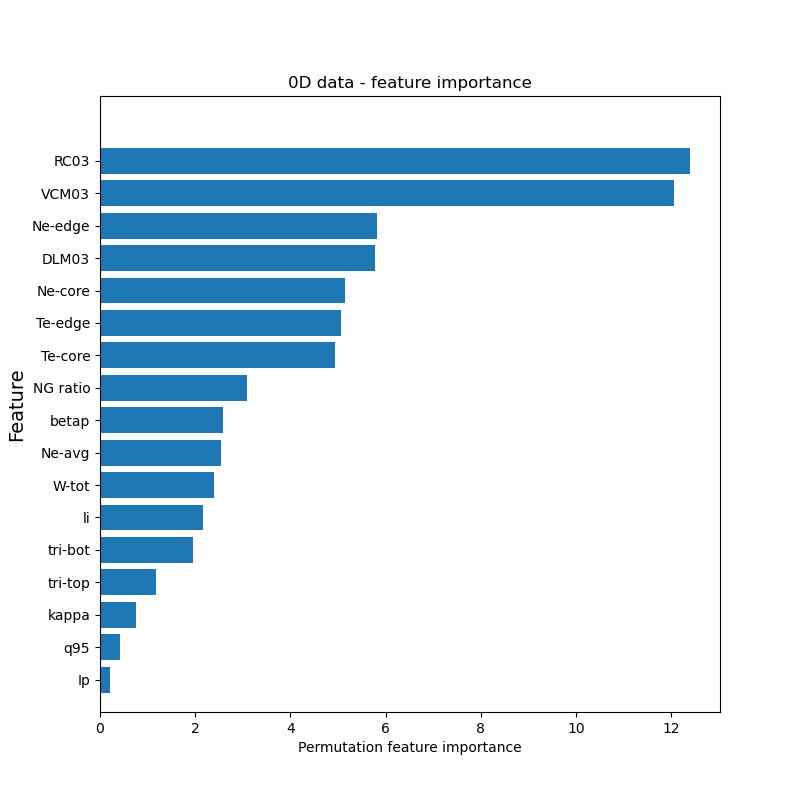 0D data - feature importance
RC03
VCM03
Ne-edge
DLM03
Ne-core
Te-edge
Te-core
NG ratio
betap
Ne-avg
W-tot
li
tri-bot
tri-top
kappa
q95
Ip
Feature
0 2 4 6 8 10 12
Permutation feature importance